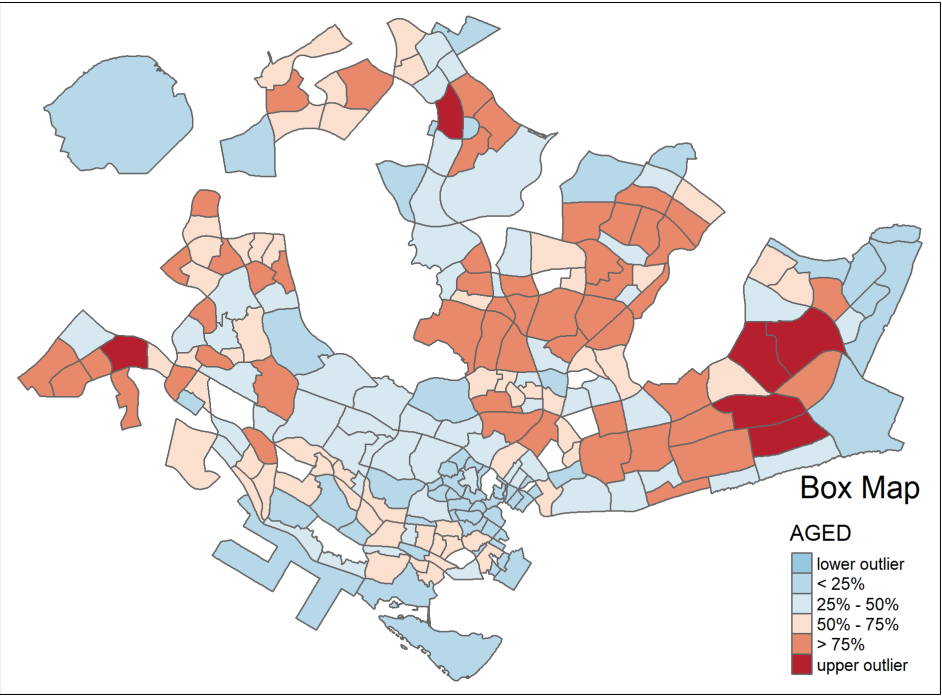 Box Map
AGED
lower outlier
< 25%
25% - 50%
50% - 75%
> 75%
upper outlier